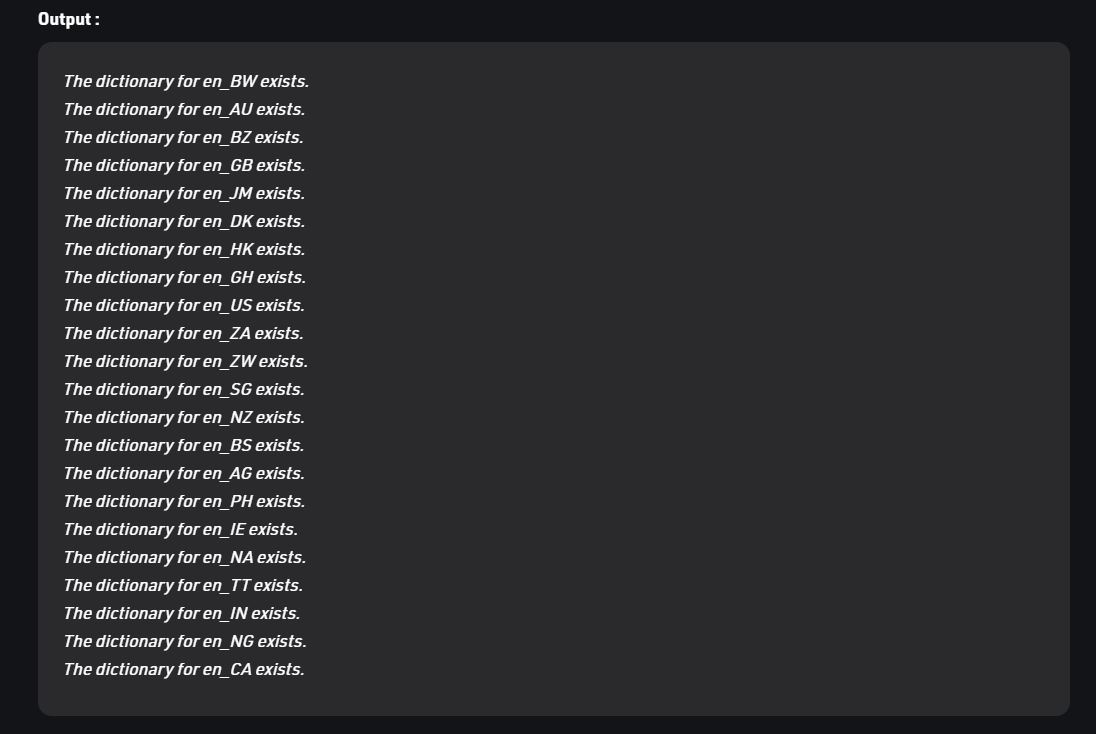 Output :
The dictionary for en_BW exists.
The dictionary for en_AU exists.
The dictionary for en_BZ exists.
The dictionary for en_GB exists.
The dictionary for en_JM exists.
The dictionary for en_DK exists.
The dictionary for en_HK exists.
The dictionary for en_GH exists.
The dictionary for en_US exists.
The dictionary for en_ZA exists.
The dictionary for en_ZW exists.
The dictionary for en_SG exists.
The dictionary for en_NZ exists.
The dictionary for en_BS exists.
The dictionary for en_AG exists.
The dictionary for en_PH exists.
The dictionary for en_IE exists.
The dictionary for en_NA exists.
The dictionary for en_TT exists.
The dictionary for en_IN exists.
The dictionary for en_NG exists.
The dictionary for en_CA exists.